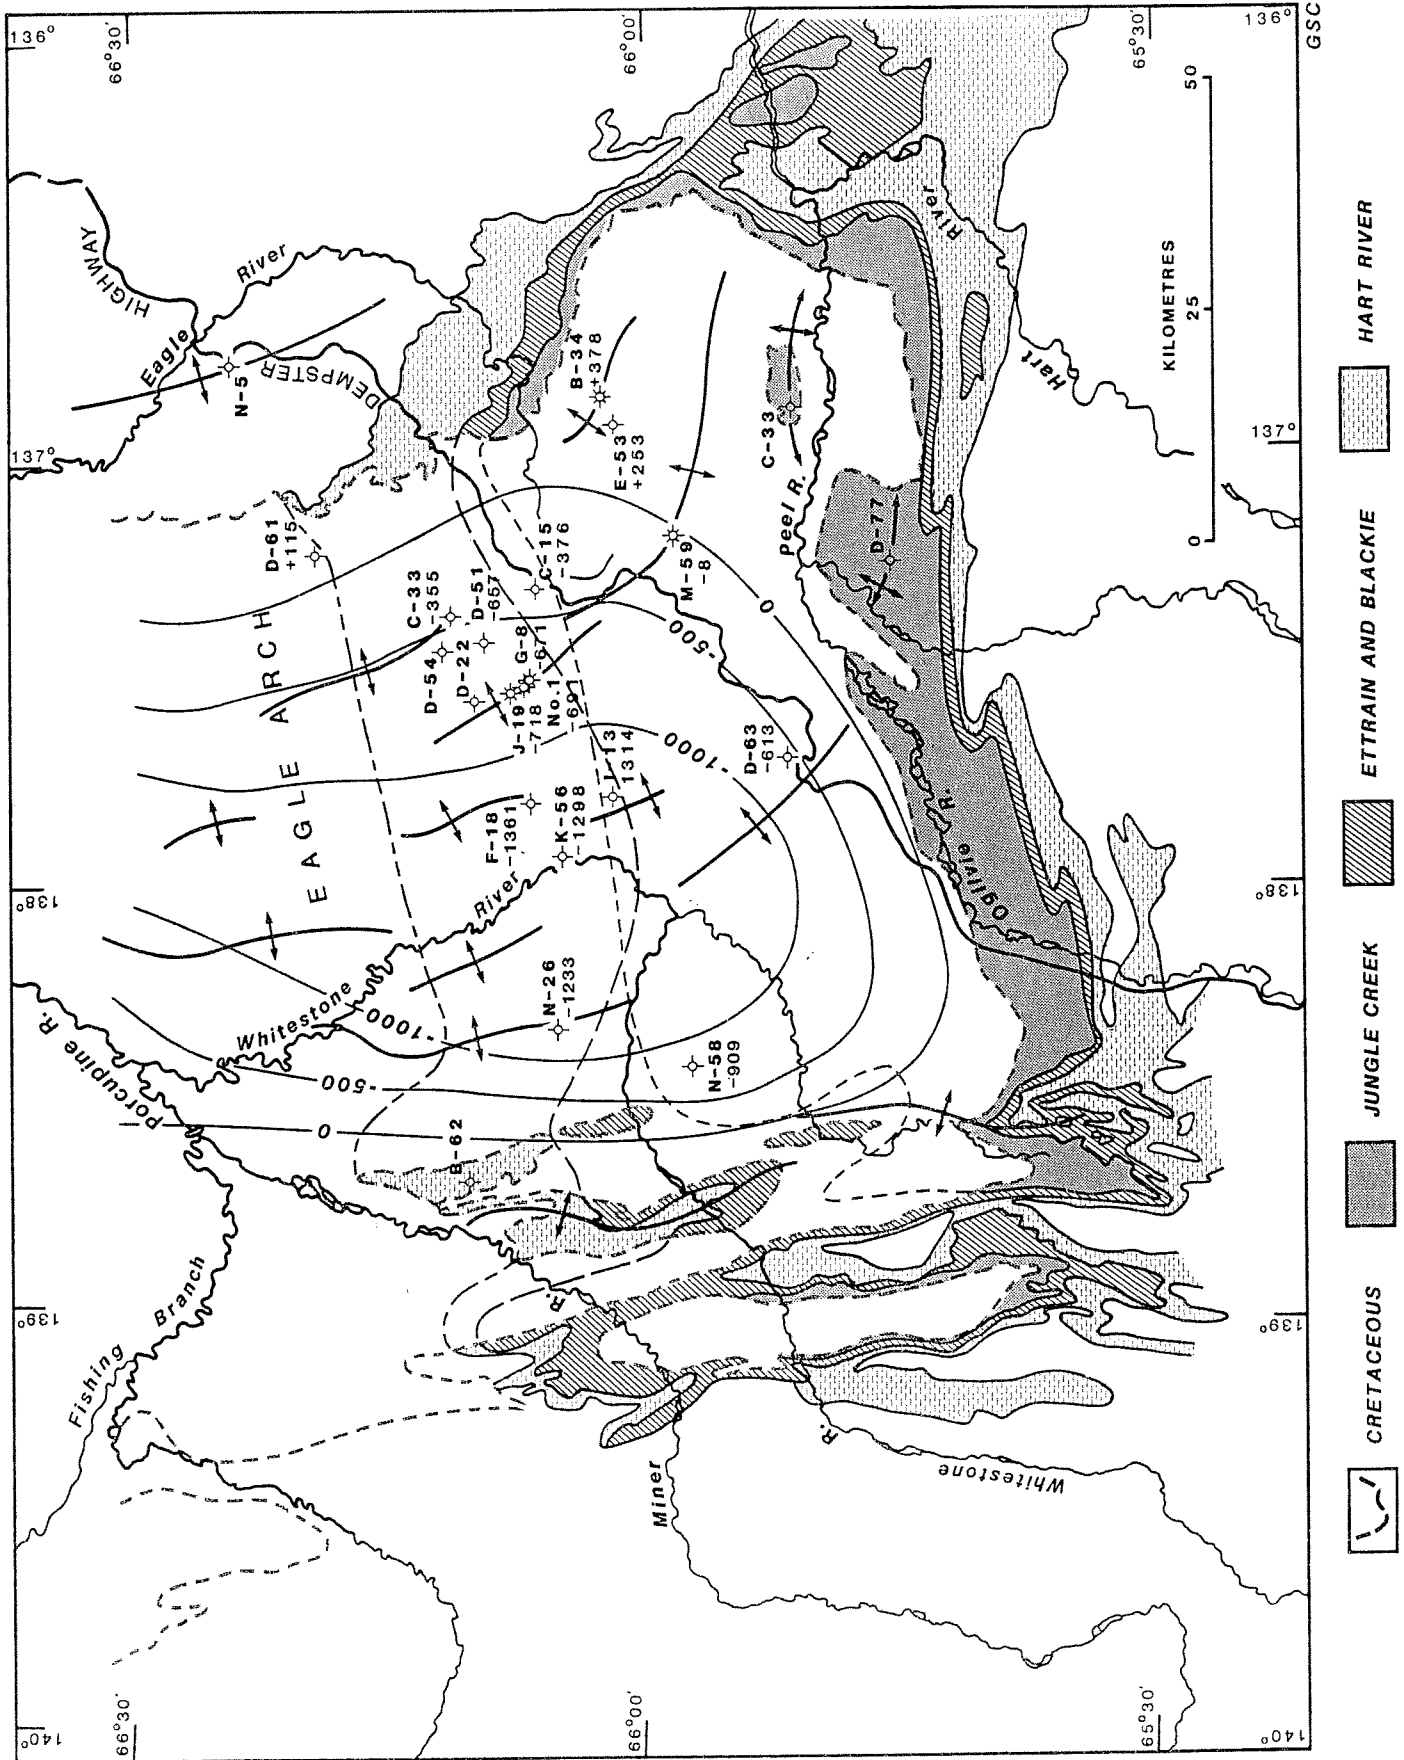 136°
66°30'
66°00'
65°30'
136°
GSC
HIGHWAY
Eagle
River
N-5
DEMPSTER
137°
D-61
+115
B-34
+378
E-53
+253
C-33
Peel R.
D-77
River
Hart
137°
KILOMETRES
0
25
50
EAGLE ARCH
C-33
-355
D-54
D-51
-657
D-22
G-8
-671
J-19
-718
No.1
-691
-376
M-59
-8
0
-500
-1000
1314
D-63
-613
F-18
-1361
K-56
-1298
Ogilvie
R.
138°
138°
River
Whitestone
-1000
-500
0
N-26
-1233
N-58
-909
Porcupine R.
B-62
Fishing
Branch
R.
139°
139°
Miner
R.
Whitestone
140°
66°30'
66°00'
65°30'
140°
CRETACEOUS
JUNGLE CREEK
ETTRAIN AND BLACKIE
HART RIVER